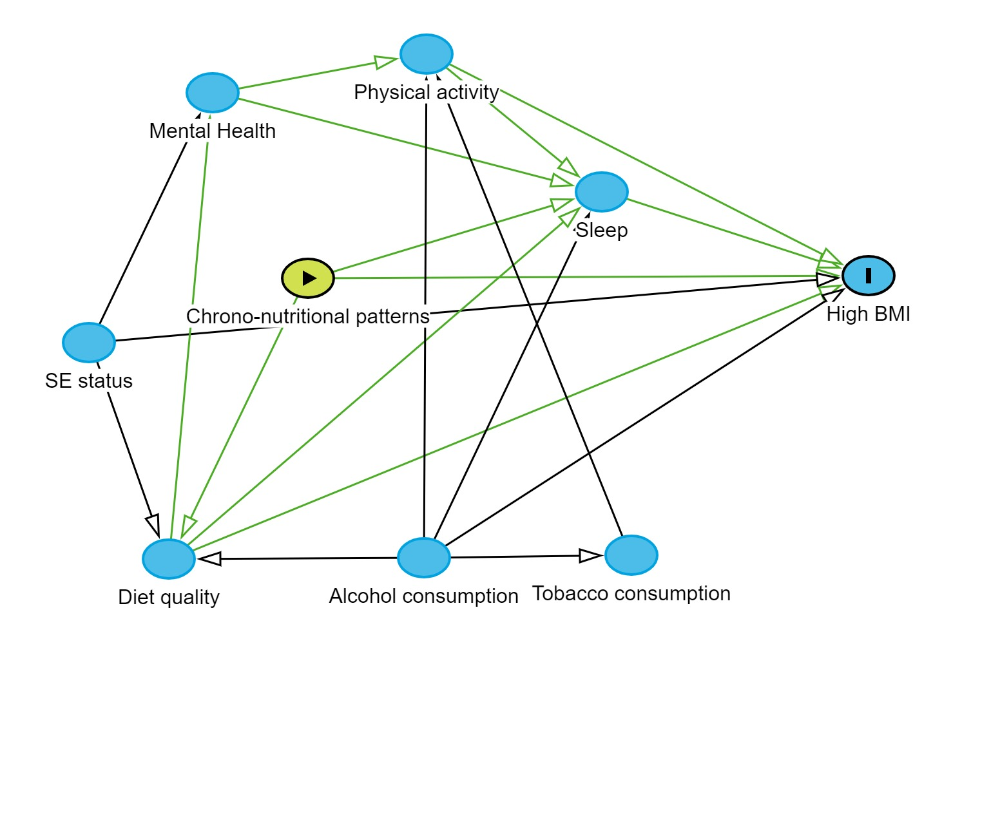 Physical activity
Mental Health
Sleep
Chrono-nutritional patterns
High BMI
SE status
Diet quality
Alcohol consumption
Tobacco consumption